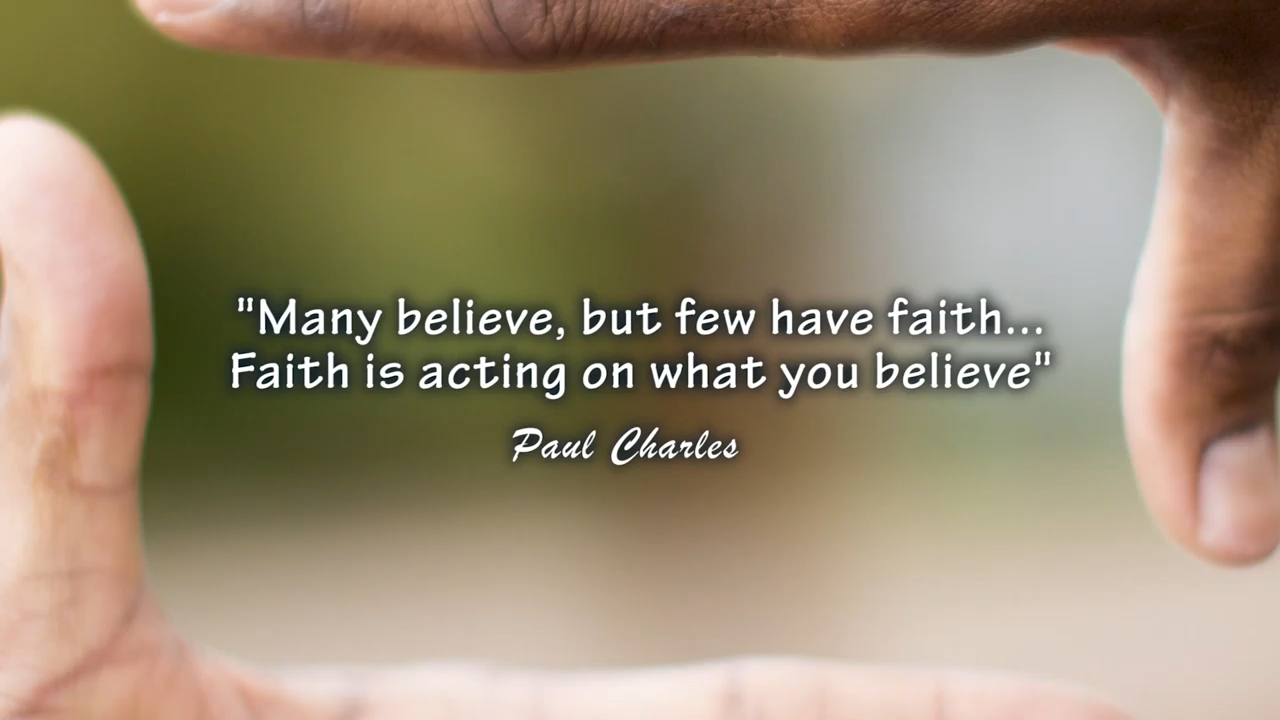 "Many believe, but few have faith...
Faith is acting on what you believe"
Paul Charles